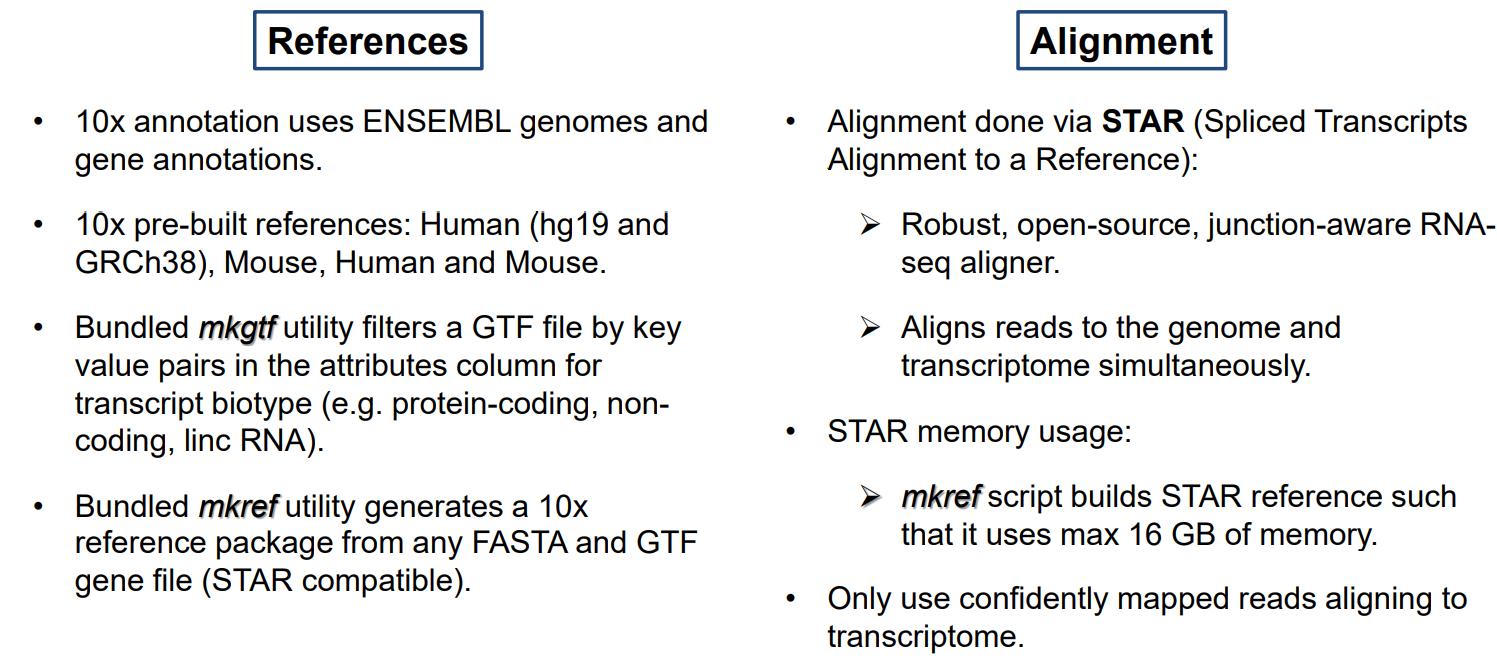 References
• 10x annotation uses ENSEMBL genomes and
gene annotations.
• 10x pre-built references: Human (hg19 and
GRCh38), Mouse, Human and Mouse.
• Bundled mkgtf utility filters a GTF file by key
value pairs in the attributes column for
transcript biotype (e.g. protein-coding, non-
coding, linc RNA).
• Bundled mkref utility generates a 10x
reference package from any FASTA and GTF
gene file (STAR compatible).
Alignment
• Alignment done via STAR (Spliced Transcripts
Alignment to a Reference):
➢ Robust, open-source, junction-aware RNA-
seq aligner.
➢ Aligns reads to the genome and
transcriptome simultaneously.
• STAR memory usage:
➢ mkref script builds STAR reference such
that it uses max 16 GB of memory.
• Only use confidently mapped reads aligning to
transcriptome.